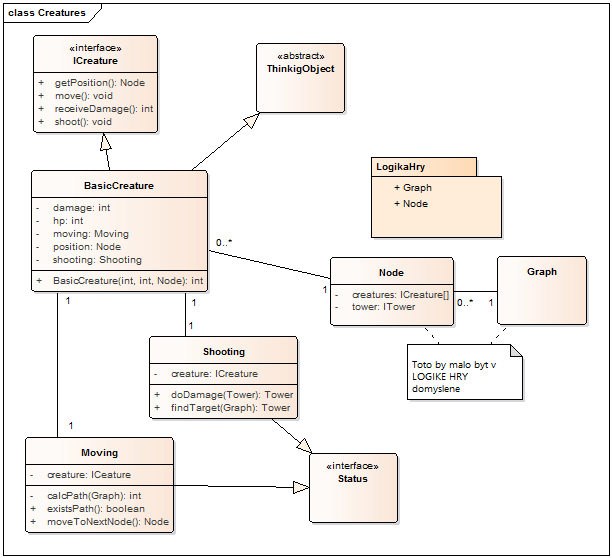 class Creatures
«interface»
ICreature
+ getPosition(): Node
+ move(): void
+ receiveDamage(): int
+ shoot(): void
«abstract»
ThinkigObject
BasicCreature
- damage: int
- hp: int
- moving: Moving
- position: Node
- shooting: Shooting
+ BasicCreature(int, int, Node): int
LogikaHry
+ Graph
+ Node
0..*
1
Node
- creatures: ICreature[]
- tower: ITower
0..*
1
Graph
1
1
1
1
Shooting
- creature: ICreature
+ doDamage(Tower): Tower
+ findTarget(Graph): Tower
Toto by malo byt v
LOGIKE HRY
domyslene
Moving
- creature: ICeature
- calcPath(Graph): int
+ existsPath(): boolean
+ moveToNextNode(): Node
«interface»
Status